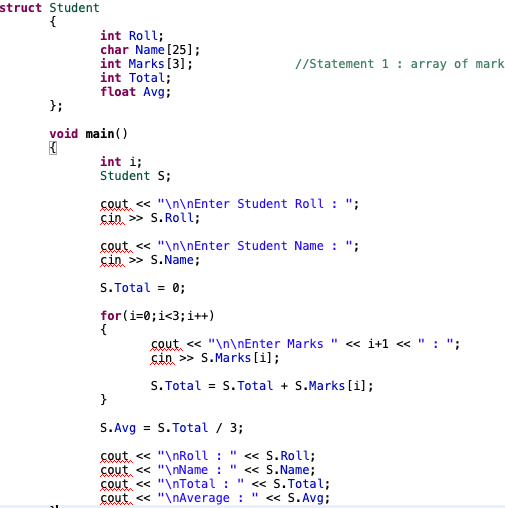 struct Student
{
int Roll;
char Name[25];
int Marks[3]; //Statement 1 : array of mark
int Total;
float Avg;
};
void main()
{
int i;
Student S;
cout << "\n\nEnter Student Roll : ";
cin >> S.Roll;
cout << "\n\nEnter Student Name : ";
cin >> S.Name;
S.Total = 0;
for(i=0;i<3;i++)
{
cout << "\n\nEnter Marks " << i+1 << " : ";
cin >> S.Marks[i];
S.Total = S.Total + S.Marks[i];
}
S.Avg = S.Total / 3;
cout << "\nRoll : " << S.Roll;
cout << "\nName : " << S.Name;
cout << "\nTotal : " << S.Total;
cout << "\nAverage : " << S.Avg;